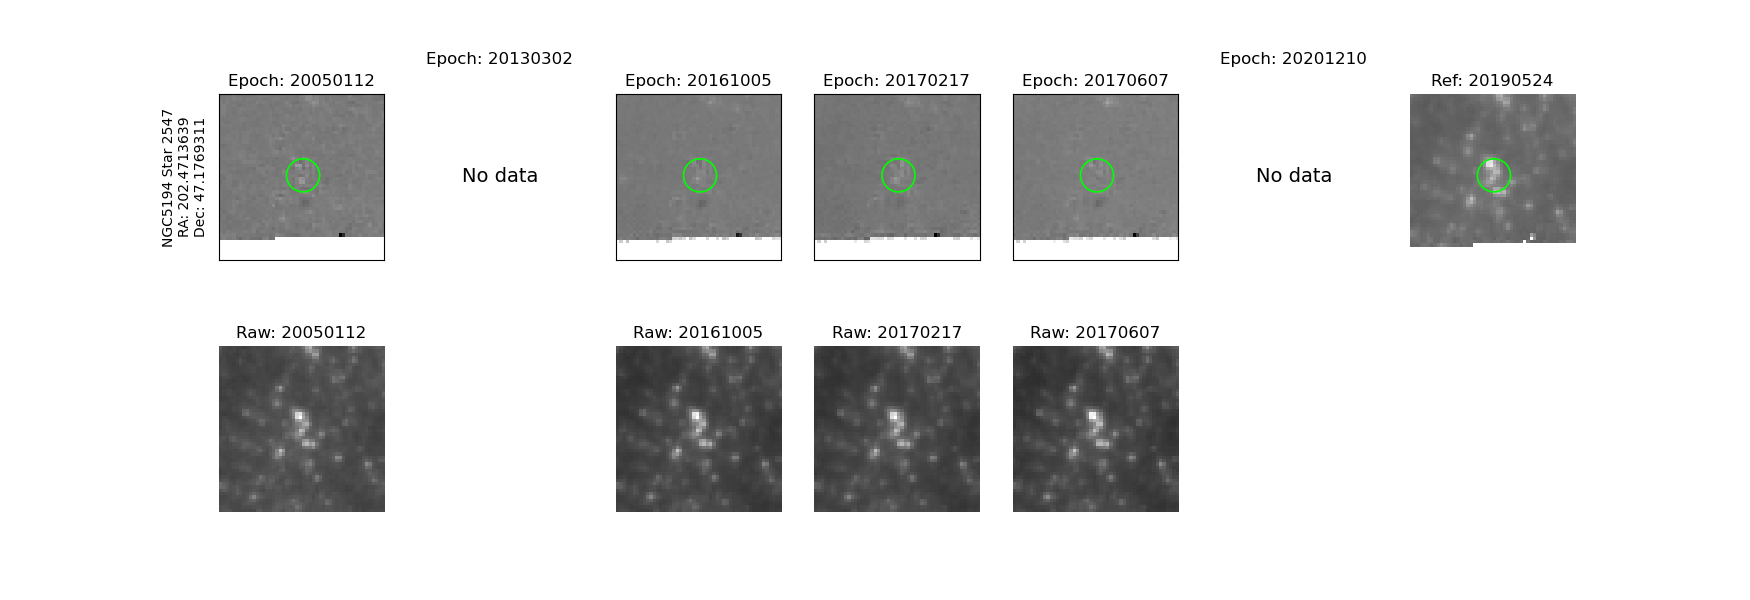 Epoch: 20130302
Epoch: 20201210
Epoch: 20050112
Epoch: 20161005
Epoch: 20170217
Epoch: 20170607
Ref: 20190524
NGC5194 Star 2547
RA: 202.4713639
Dec: 47.1769311
No data
No data
Raw: 20050112
Raw: 20161005
Raw: 20170217
Raw: 20170607